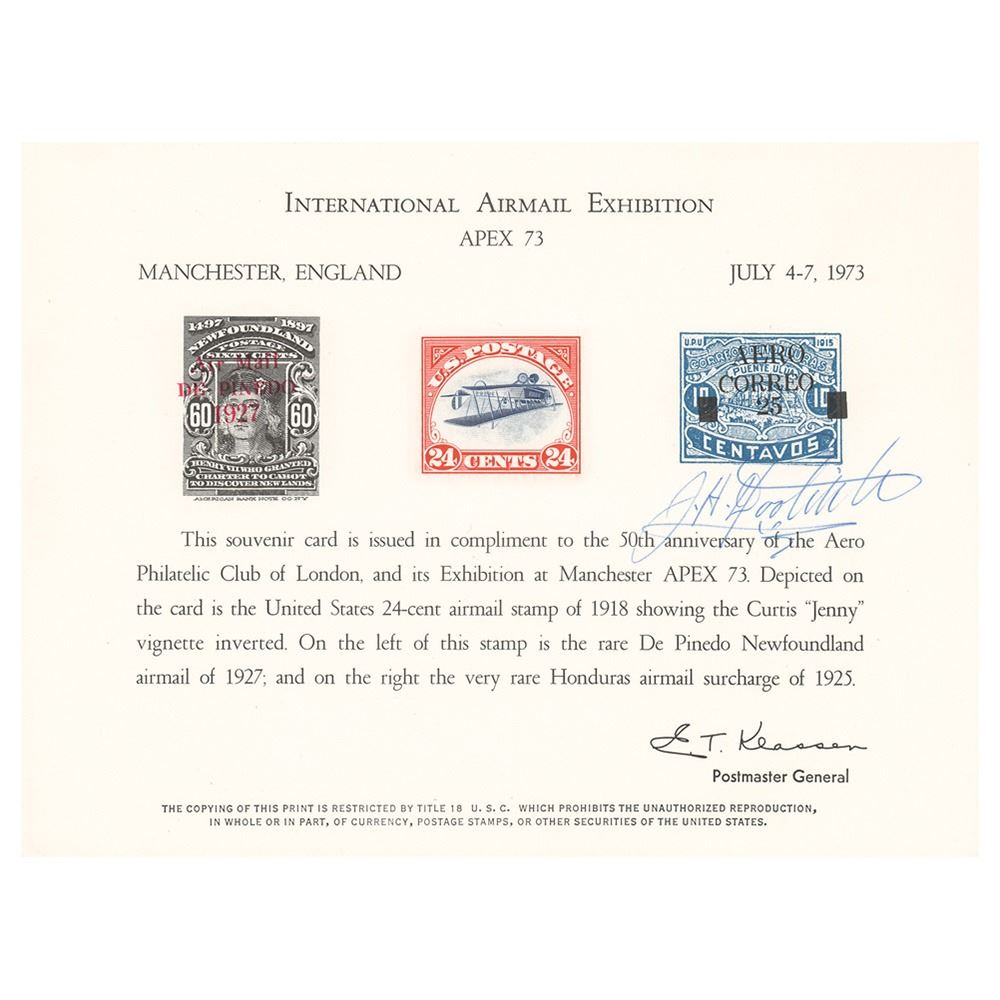 INTERNATIONAL AIRMAIL EXHIBITION
APEX 73
MANCHESTER, ENGLAND JULY 4-7, 1973
1497 1897
NEWFOUNDLAND
POSTAGE
SIXTY CENTS
Air Mail
DE PINEDO
1927
60 60
HENRY VII WHO GRANTED
CHARTER TO CABOT
TO DISCOVER NEW LANDS
AMERICAN BANK NOTE CO. N.Y.
U.S. POSTAGE
24 CENTS 24
U.P.U 1915
AERO
CORREO
25
PUENTE ULUA
10 10
CENTAVOS
J.H. Doolittle
This souvenir card is issued in compliment to the 50th anniversary of the Aero
Philatelic Club of London, and its Exhibition at Manchester APEX 73. Depicted on
the card is the United States 24-cent airmail stamp of 1918 showing the Curtis “Jenny”
vignette inverted. On the left of this stamp is the rare De Pinedo Newfoundland
airmail of 1927; and on the right the very rare Honduras airmail surcharge of 1925.
E. T. Klassen
Postmaster General
THE COPYING OF THIS PRINT IS RESTRICTED BY TITLE 18 U. S. C. WHICH PROHIBITS THE UNAUTHORIZED REPRODUCTION,
IN WHOLE OR IN PART, OF CURRENCY, POSTAGE STAMPS, OR OTHER SECURITIES OF THE UNITED STATES.